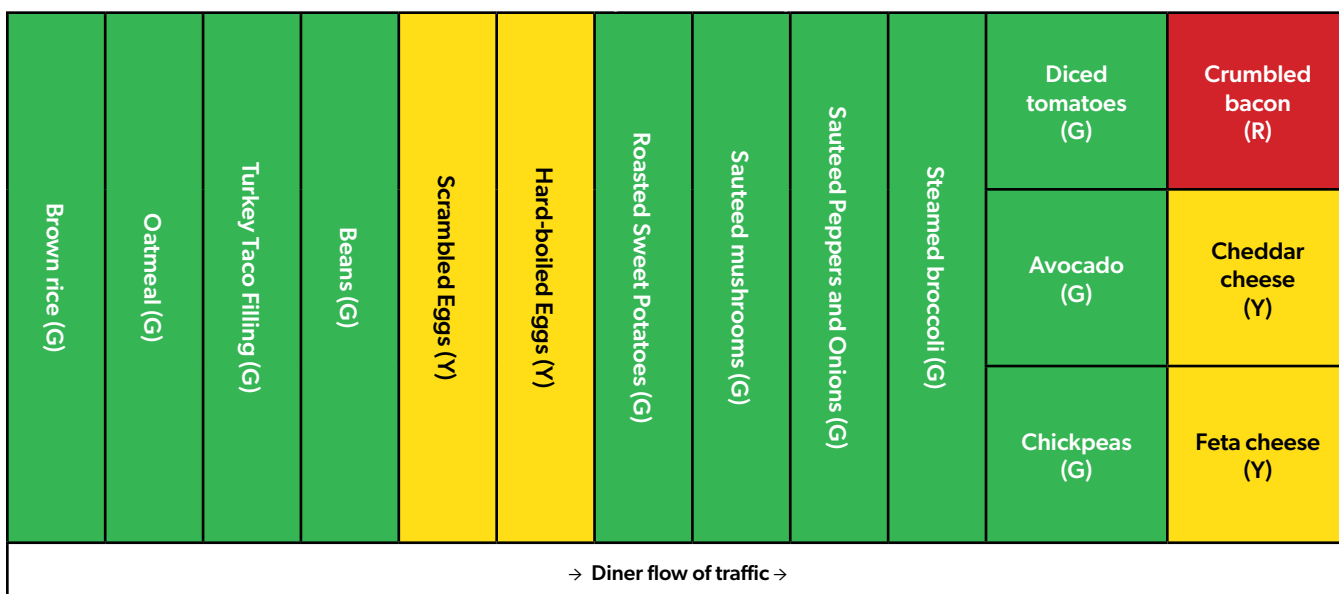 Brown rice (G)
Oatmeal (G)
Turkey Taco Filling (G)
Beans (G)
Scrambled Eggs (Y)
Hard-boiled Eggs (Y)
Roasted Sweet Potatoes (G)
Sauteed mushrooms (G)
Sauteed Peppers and Onions (G)
Steamed broccoli (G)
Diced
tomatoes
(G)
Avocado
(G)
Chickpeas
(G)
Crumbled
bacon
(R)
Cheddar
cheese
(Y)
Feta cheese
(Y)
→ Diner flow of traffic →